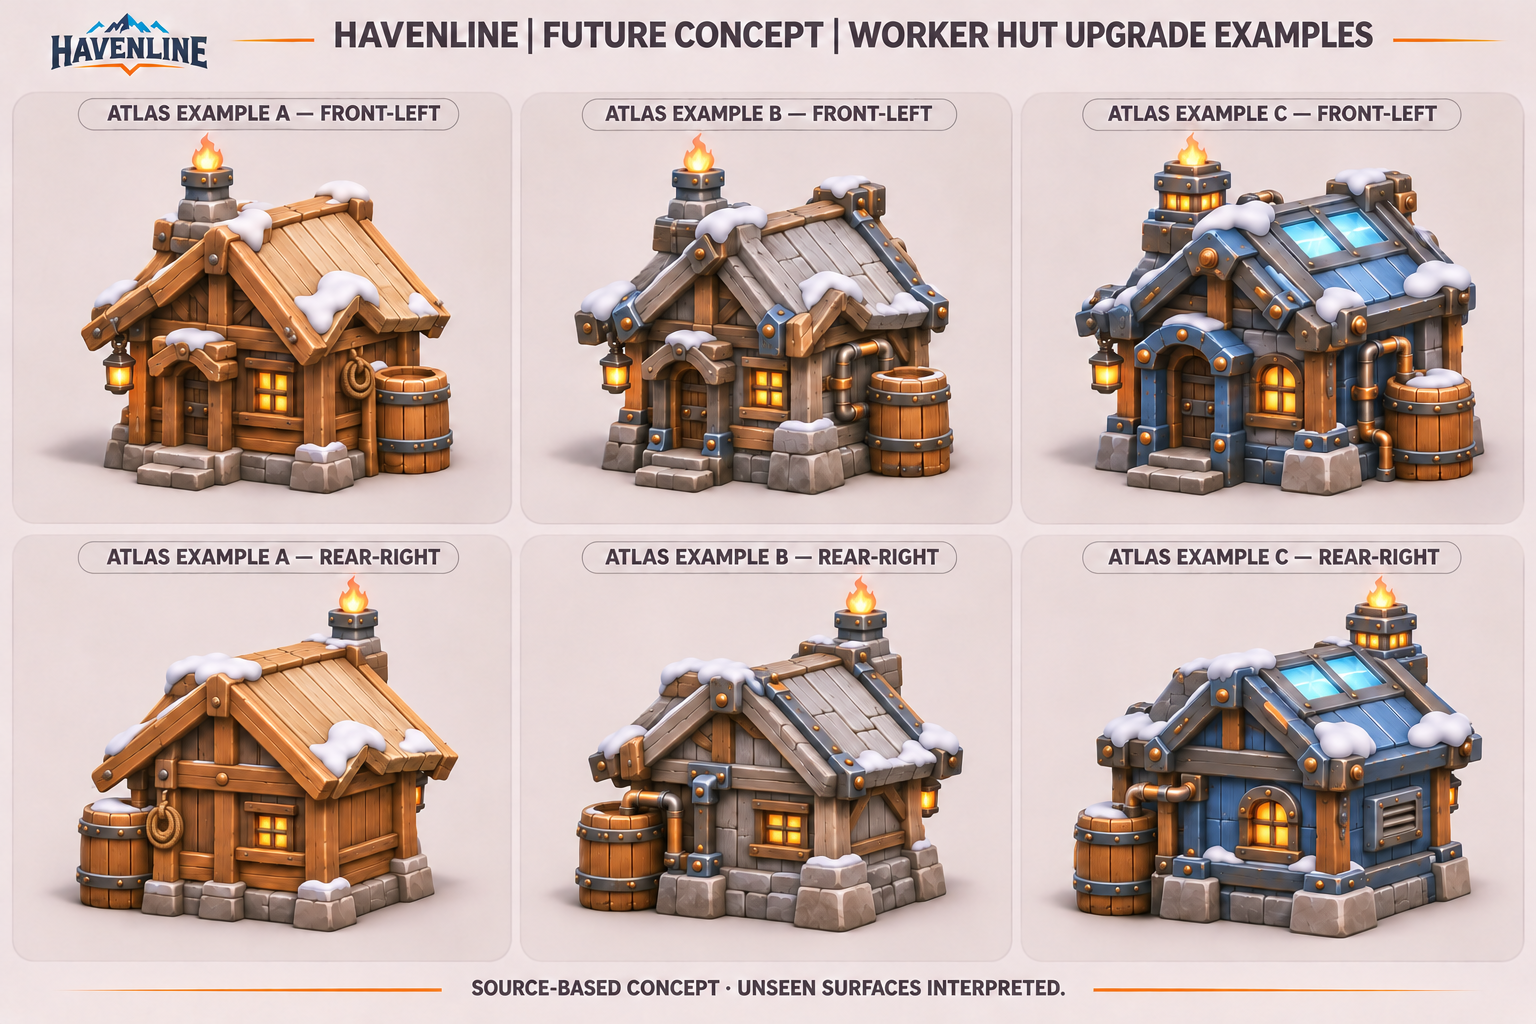 HAVENLINE
HAVENLINE | FUTURE CONCEPT | WORKER HUT UPGRADE EXAMPLES
ATLAS EXAMPLE A — FRONT-LEFT
ATLAS EXAMPLE B — FRONT-LEFT
ATLAS EXAMPLE C — FRONT-LEFT
ATLAS EXAMPLE A — REAR-RIGHT
ATLAS EXAMPLE B — REAR-RIGHT
ATLAS EXAMPLE C — REAR-RIGHT
SOURCE-BASED CONCEPT · UNSEEN SURFACES INTERPRETED.